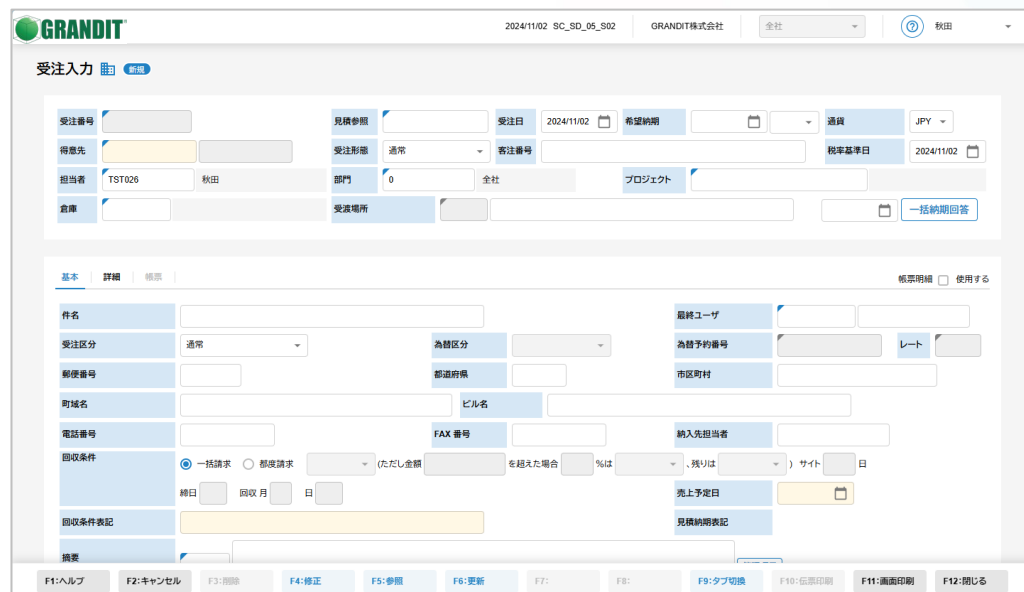 GRANDIT
2024/11/02 SC_SD_05_S02 GRANDIT株式会社 全社 ? 秋田
受注入力 新規
受注番号 見積参照 受注日 2024/11/02 希望納期 通貨 JPY
得意先 受注形態 通常 客注番号 税率基準日 2024/11/02
担当者 TST026 秋田 部門 0 全社 プロジェクト
倉庫 受渡場所 一括納期回答
基本 詳細 帳票 帳票明細 使用する
件名 最終ユーザ
受注区分 通常 為替区分 為替予約番号 レート
郵便番号 都道府県 市区町村
町域名 ビル名
電話番号 FAX 番号 納入先担当者
回収条件 一括請求 都度請求 (ただし金額 を超えた場合 %は 、残りは ) サイト 日
締日 回収 月 日 売上予定日
回収条件表記 見積納期表記
摘要
F1:ヘルプ F2:キャンセル F3:削除 F4:修正 F5:参照 F6:更新 F7: F8: F9:タブ切換 F10:伝票印刷 F11:画面印刷 F12:閉じる